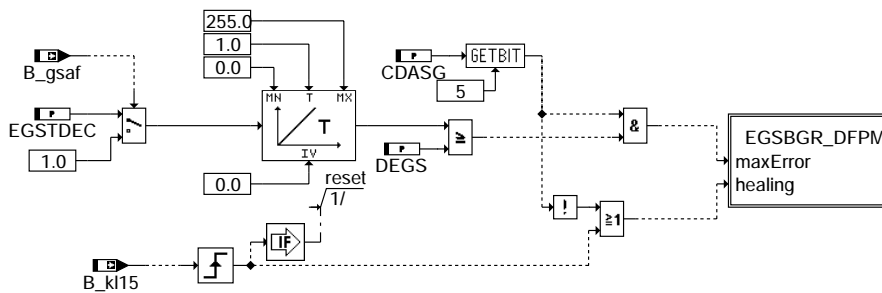 255.0
1.0
0.0
B_gsaf
MN T MX
T
IV
EGSTDEC
P
1.0
0.0
reset
1/
IF
B_kl15
P
CDASG
GETBIT
5
P
DEGS
≥
&
!
≥1
EGSBGR_DFPM
maxError
healing